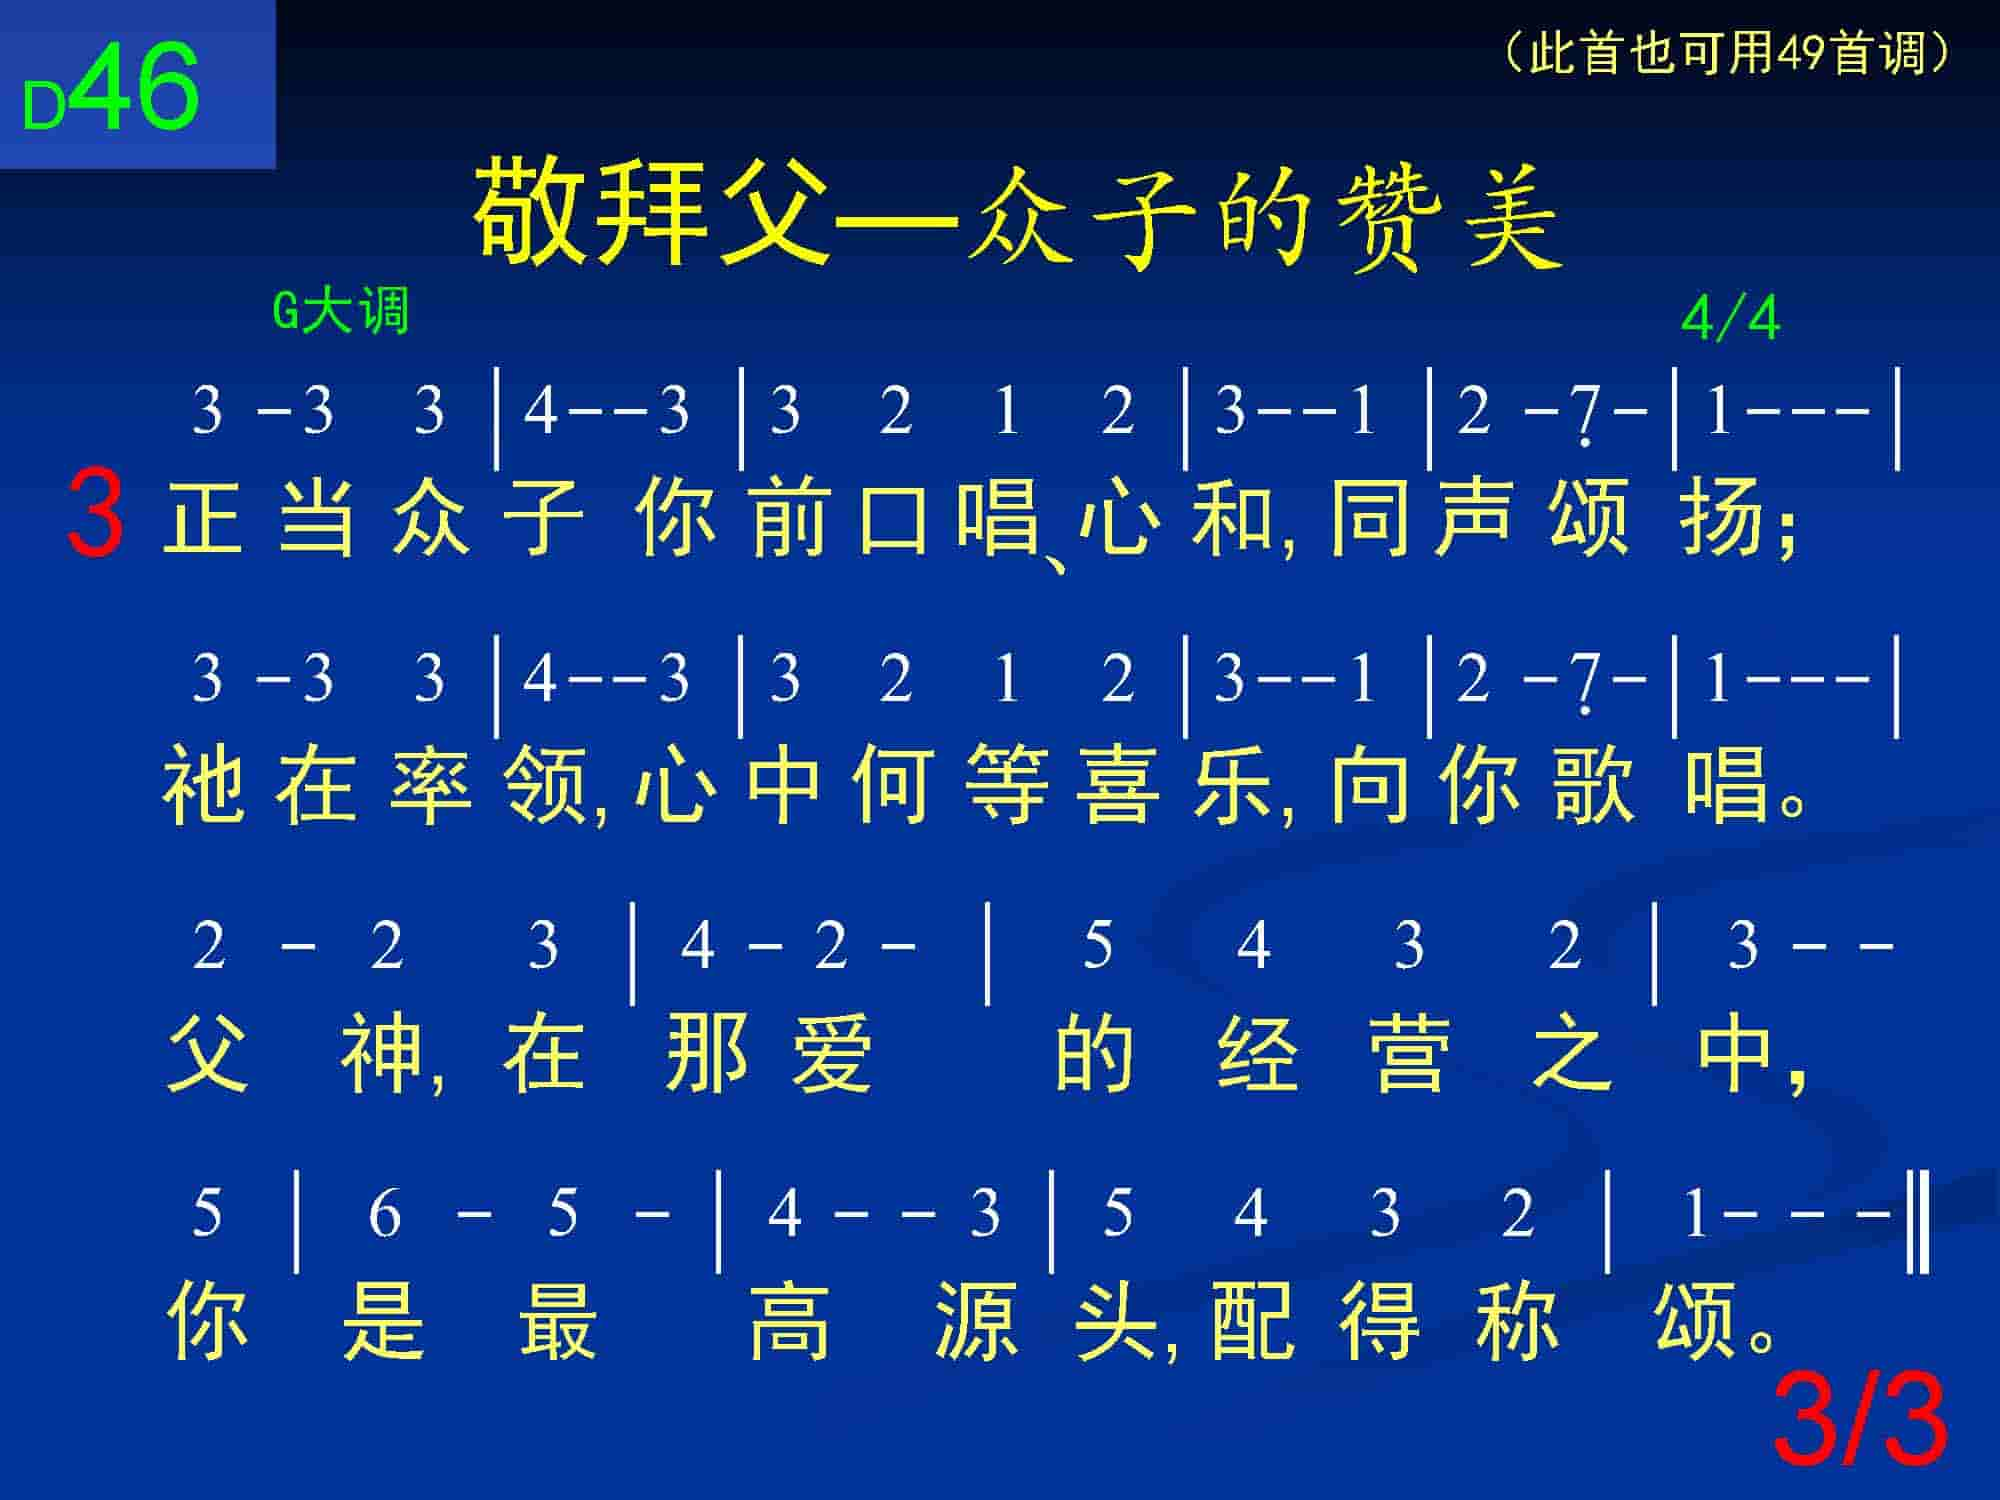 D46
（此首也可用49首调）
敬拜父—众子的赞美
G大调 4/4
3 -3 3 |4--3 |3 2 1 2 |3--1 |2 -7̣- |1--- |
3 正当众子你前口唱、心和,同声颂扬;
3 -3 3 |4--3 |3 2 1 2 |3--1 |2 -7̣- |1--- |
祂在率领,心中何等喜乐,向你歌唱。
2 - 2 3 | 4 - 2 - | 5 4 3 2 | 3 - -
父神,在那爱的经营之中，
5 | 6 - 5 - | 4 - - 3 | 5 4 3 2 | 1- - -‖
你是最高源头,配得称颂。
3/3